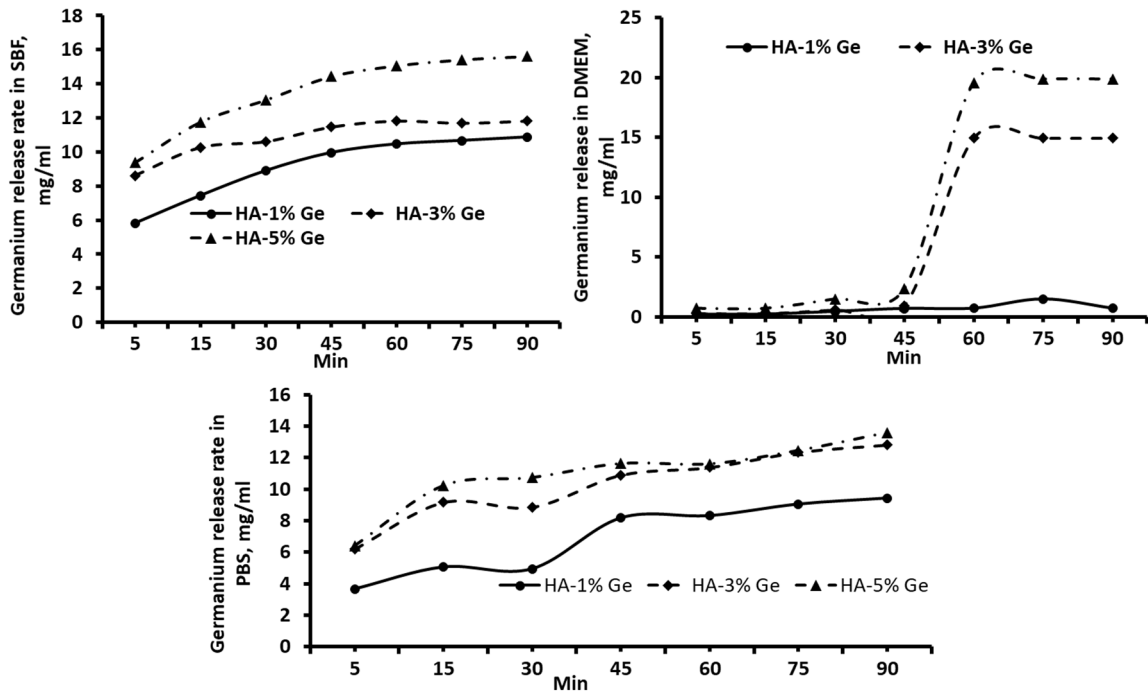 Germanium release rate in SBF,
mg/ml
18
16
14
12
10
8
6
4
2
0
HA-1% Ge
HA-3% Ge
HA-5% Ge
5 15 30 45 60 75 90
Min
Germanium release in DMEM,
mg/ml
25
20
15
10
5
0
HA-1% Ge
HA-3% Ge
5 15 30 45 60 75 90
Min
Germanium release rate in
PBS, mg/ml
16
14
12
10
8
6
4
2
0
HA-1% Ge
HA-3% Ge
HA-5% Ge
5 15 30 45 60 75 90
Min